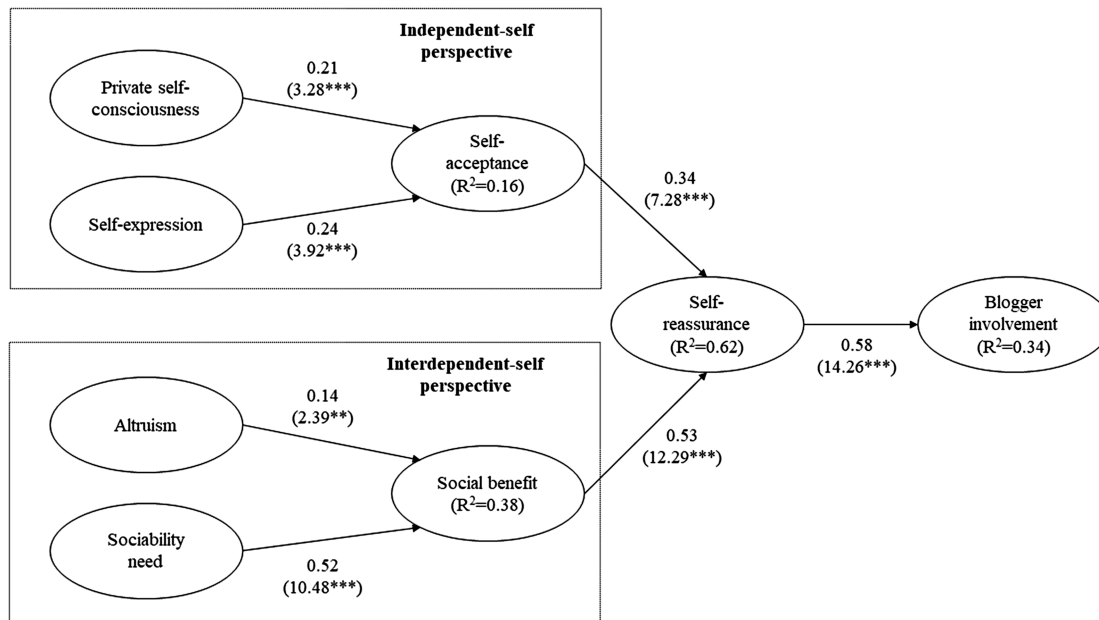 Independent-self
perspective
Private self-
consciousness
0.21
(3.28***)
Self-
acceptance
(R²=0.16)
Self-expression
0.24
(3.92***)
0.34
(7.28***)
Self-
reassurance
(R²=0.62)
0.58
(14.26***)
Blogger
involvement
(R²=0.34)
Interdependent-self
perspective
Altruism
0.14
(2.39**)
Social benefit
(R²=0.38)
Sociability
need
0.52
(10.48***)
0.53
(12.29***)